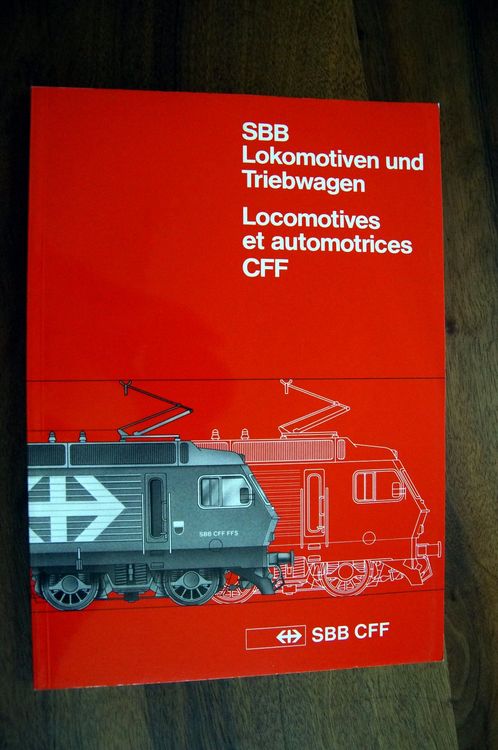 SBB
Lokomotiven und
Triebwagen
Locomotives
et automotrices
CFF
SBB CFF FFS
SBB CFF